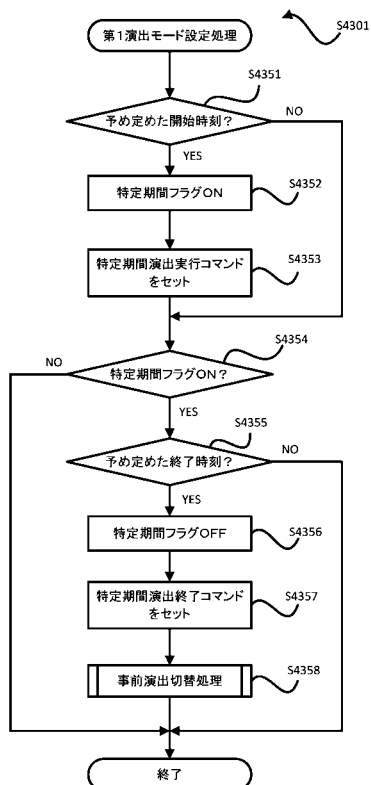 第1演出モード設定処理
S4301
S4351
予め定めた開始時刻？
NO
YES
特定期間フラグON
S4352
特定期間演出実行コマンド
をセット
S4353
S4354
NO
特定期間フラグON？
YES
S4355
予め定めた終了時刻？
NO
YES
特定期間フラグOFF
S4356
特定期間演出終了コマンド
をセット
S4357
事前演出切替処理
S4358
終了